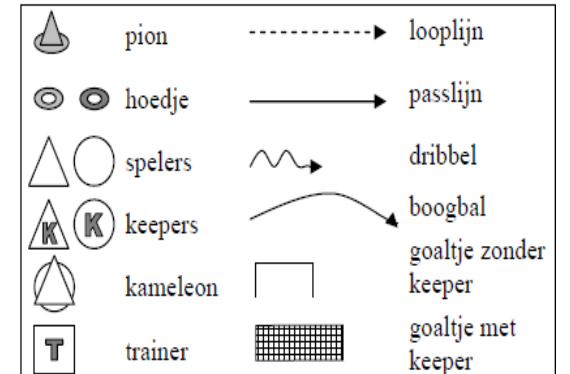 pion
looplijn
hoedje
passlijn
spelers
dribbel
K K keepers
boogbal
kameleon
goaltje zonder
keeper
T trainer
goaltje met
keeper